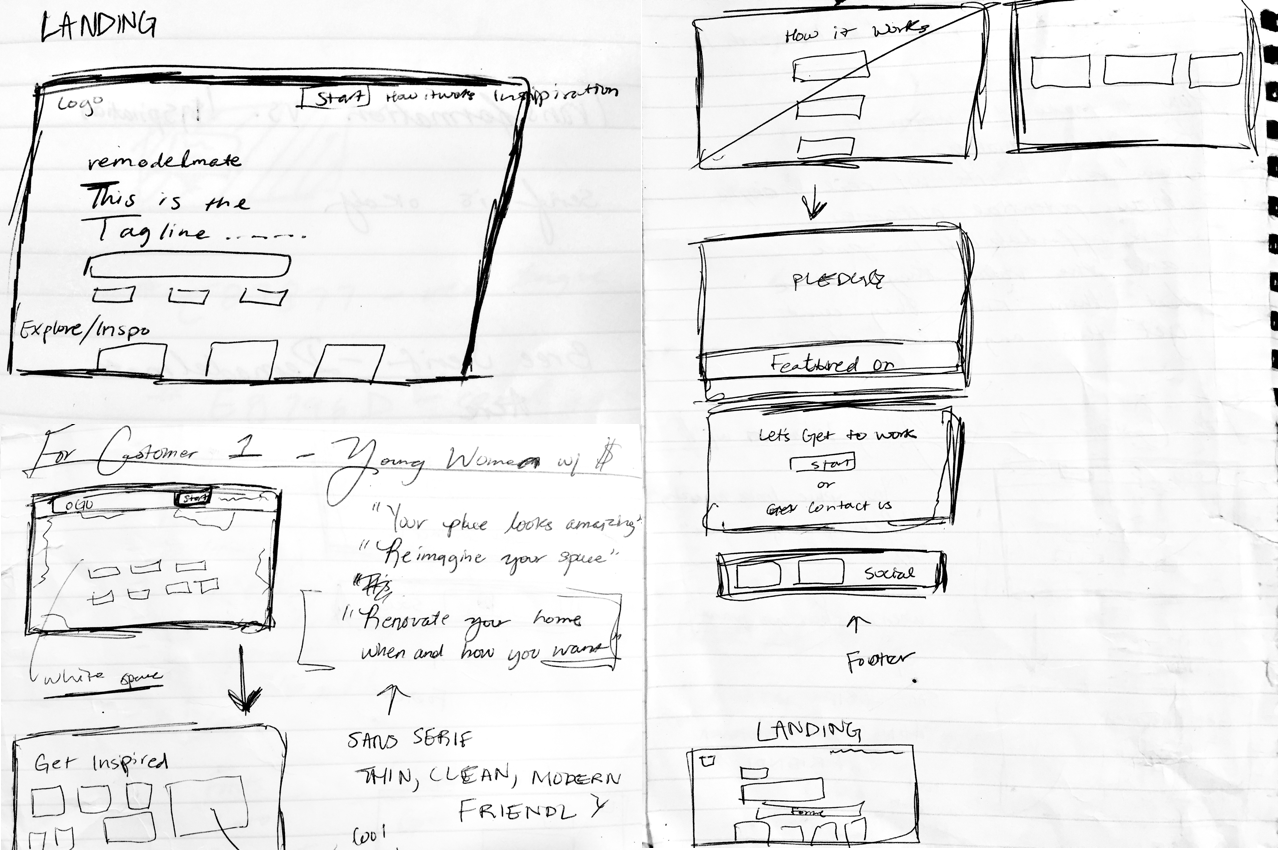 LANDING
Logo
Start How it works Inspipiration
remodelmate
This is the
Tagline
Explore/Inspo
For Customer 1 - Young Women w/ $
LOGO Start
"Your place looks amazing"
"Reimagine your space"
"Renovate your home
when and how you want"
white space
SANS SERIF
THIN, CLEAN, MODERN
FRIENDLY
Cool
Get Inspired
How it works
PLEDGE
Featured on
Let's Get to work
Start
or
Contact us
Social
Footer
LANDING